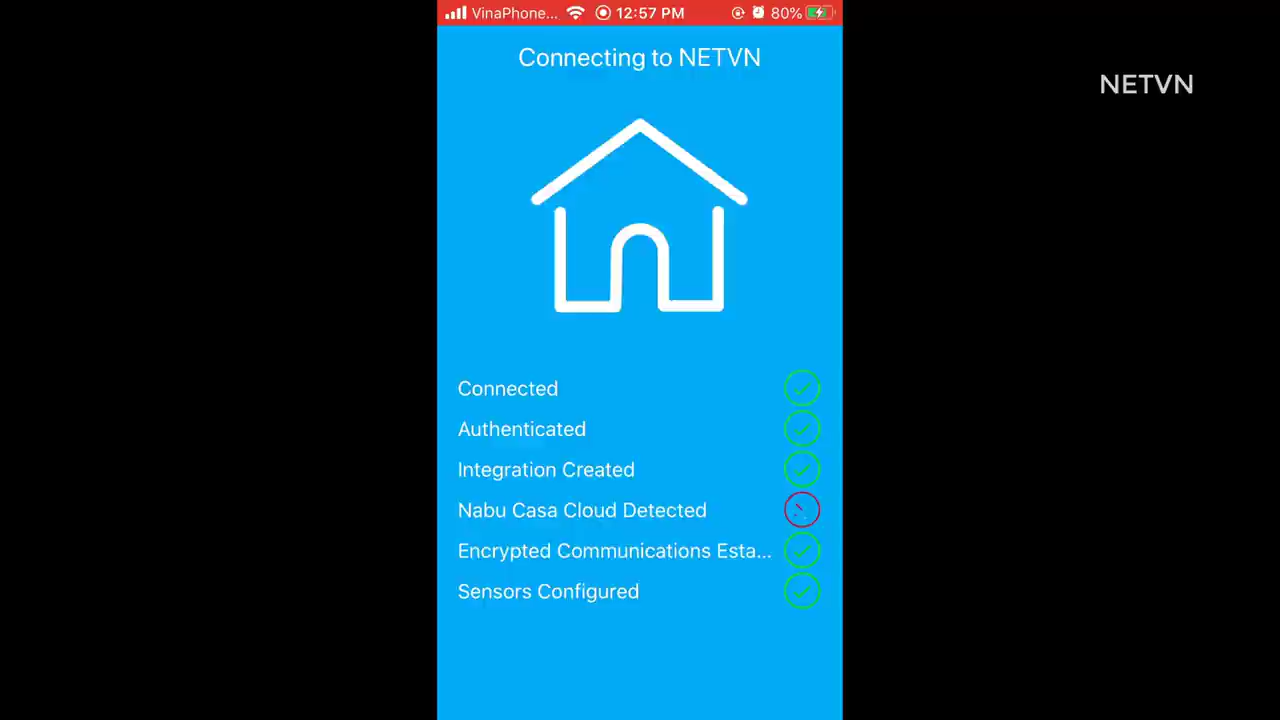 VinaPhone... 12:57 PM 80%
Connecting to NETVN
NETVN
Connected
Authenticated
Integration Created
Nabu Casa Cloud Detected
Encrypted Communications Esta...
Sensors Configured